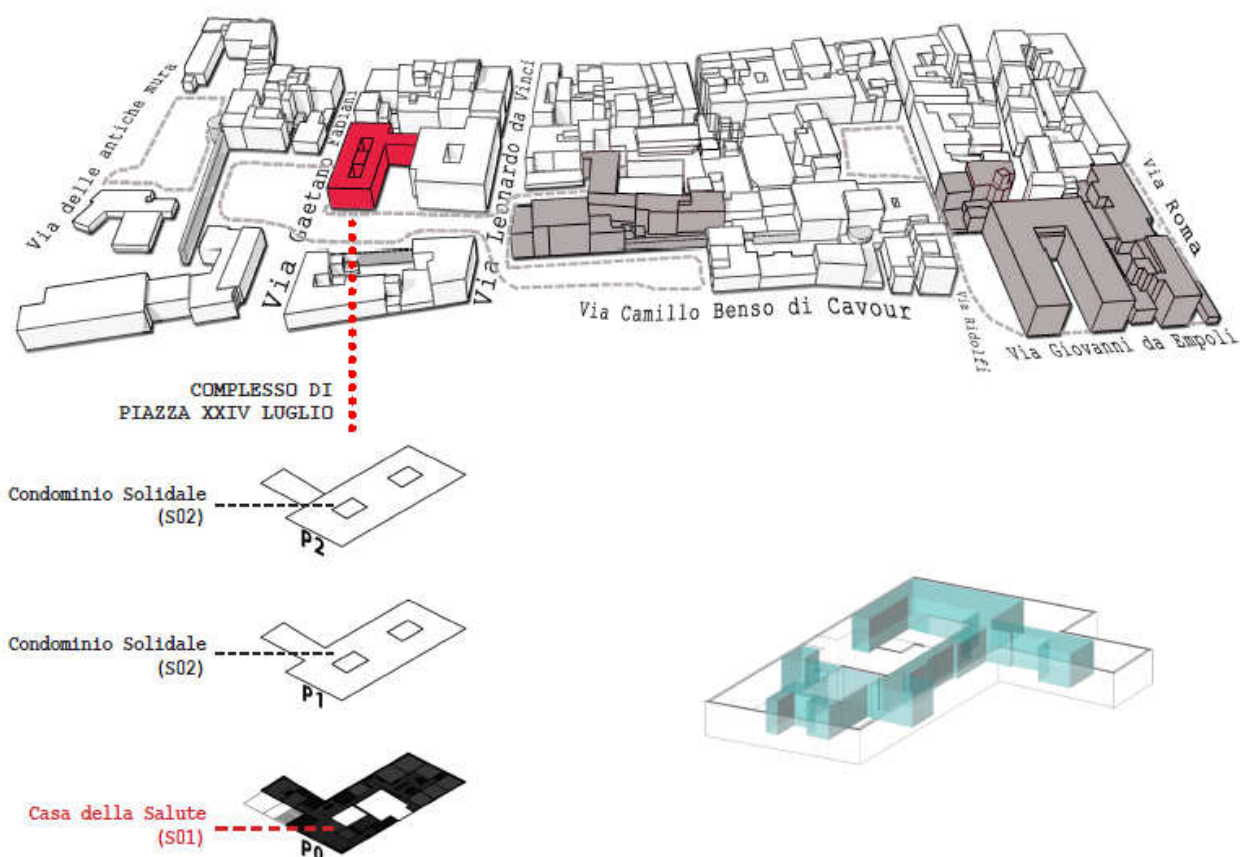 Via delle antiche mura
Via Gaetano Fabiani
Via Leonardo da Vinci
Via Camillo Benso di Cavour
Via Ridolfi
Via Giovanni da Empoli
Via Roma
COMPLESSO DI
PIAZZA XXIV LUGLIO
Condominio Solidale
(S02)
P2
Condominio Solidale
(S02)
P1
Casa della Salute
(S01)
P0